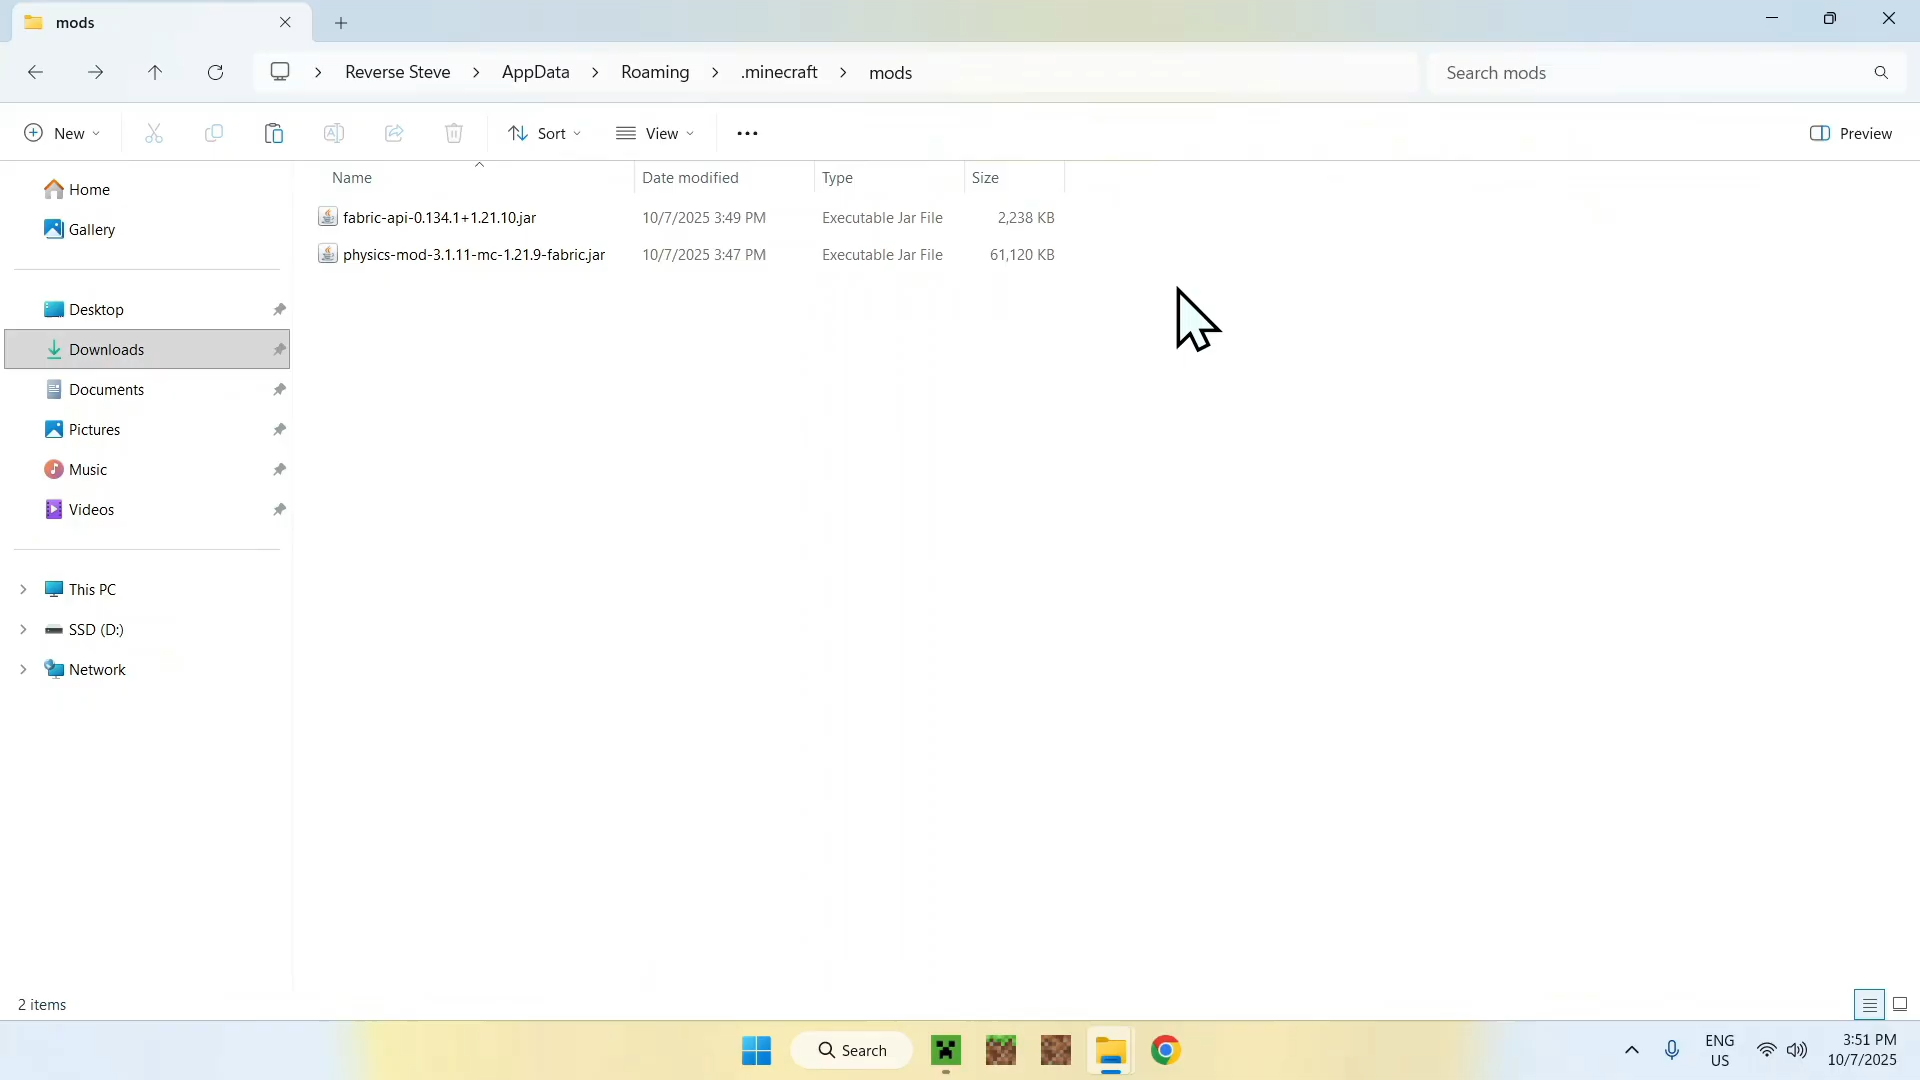 mods
Reverse Steve > AppData > Roaming > .minecraft > mods
Search mods
New
Sort
View
Preview
Name Date modified Type Size
fabric-api-0.134.1+1.21.10.jar 10/7/2025 3:49 PM Executable Jar File 2,238 KB
physics-mod-3.1.11-mc-1.21.9-fabric.jar 10/7/2025 3:47 PM Executable Jar File 61,120 KB
Home
Gallery
Desktop
Downloads
Documents
Pictures
Music
Videos
This PC
SSD (D:)
Network
2 items
Search
ENG
US
3:51 PM
10/7/2025